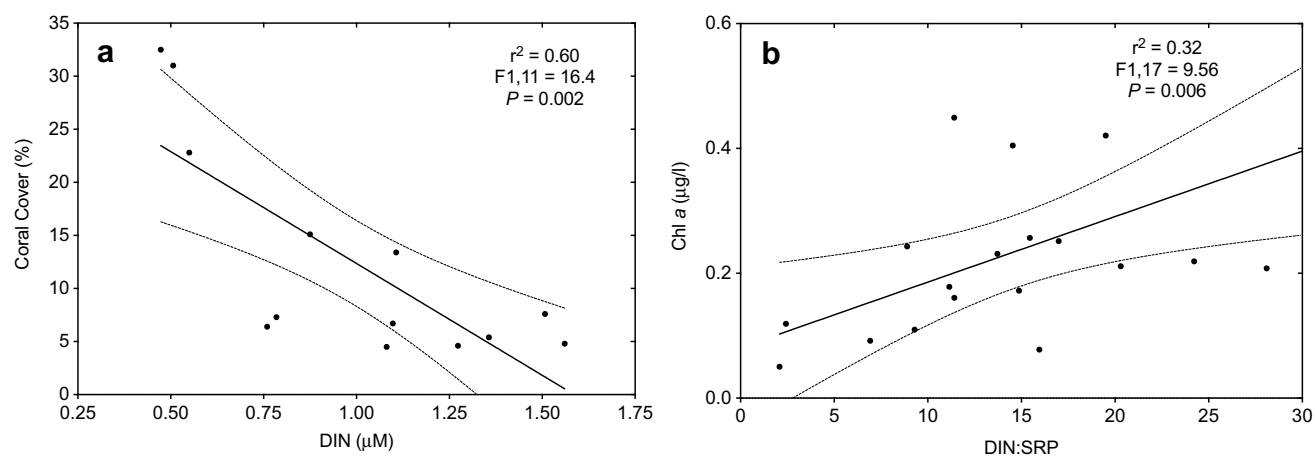 a
r² = 0.60
F1,11 = 16.4
P = 0.002
35
30
25
20
15
10
5
0
Coral Cover (%)
0.25 0.50 0.75 1.00 1.25 1.50 1.75
DIN (μM)
b
r² = 0.32
F1,17 = 9.56
P = 0.006
0.6
0.4
0.2
0.0
Chl a (μg/l)
0 5 10 15 20 25 30
DIN:SRP